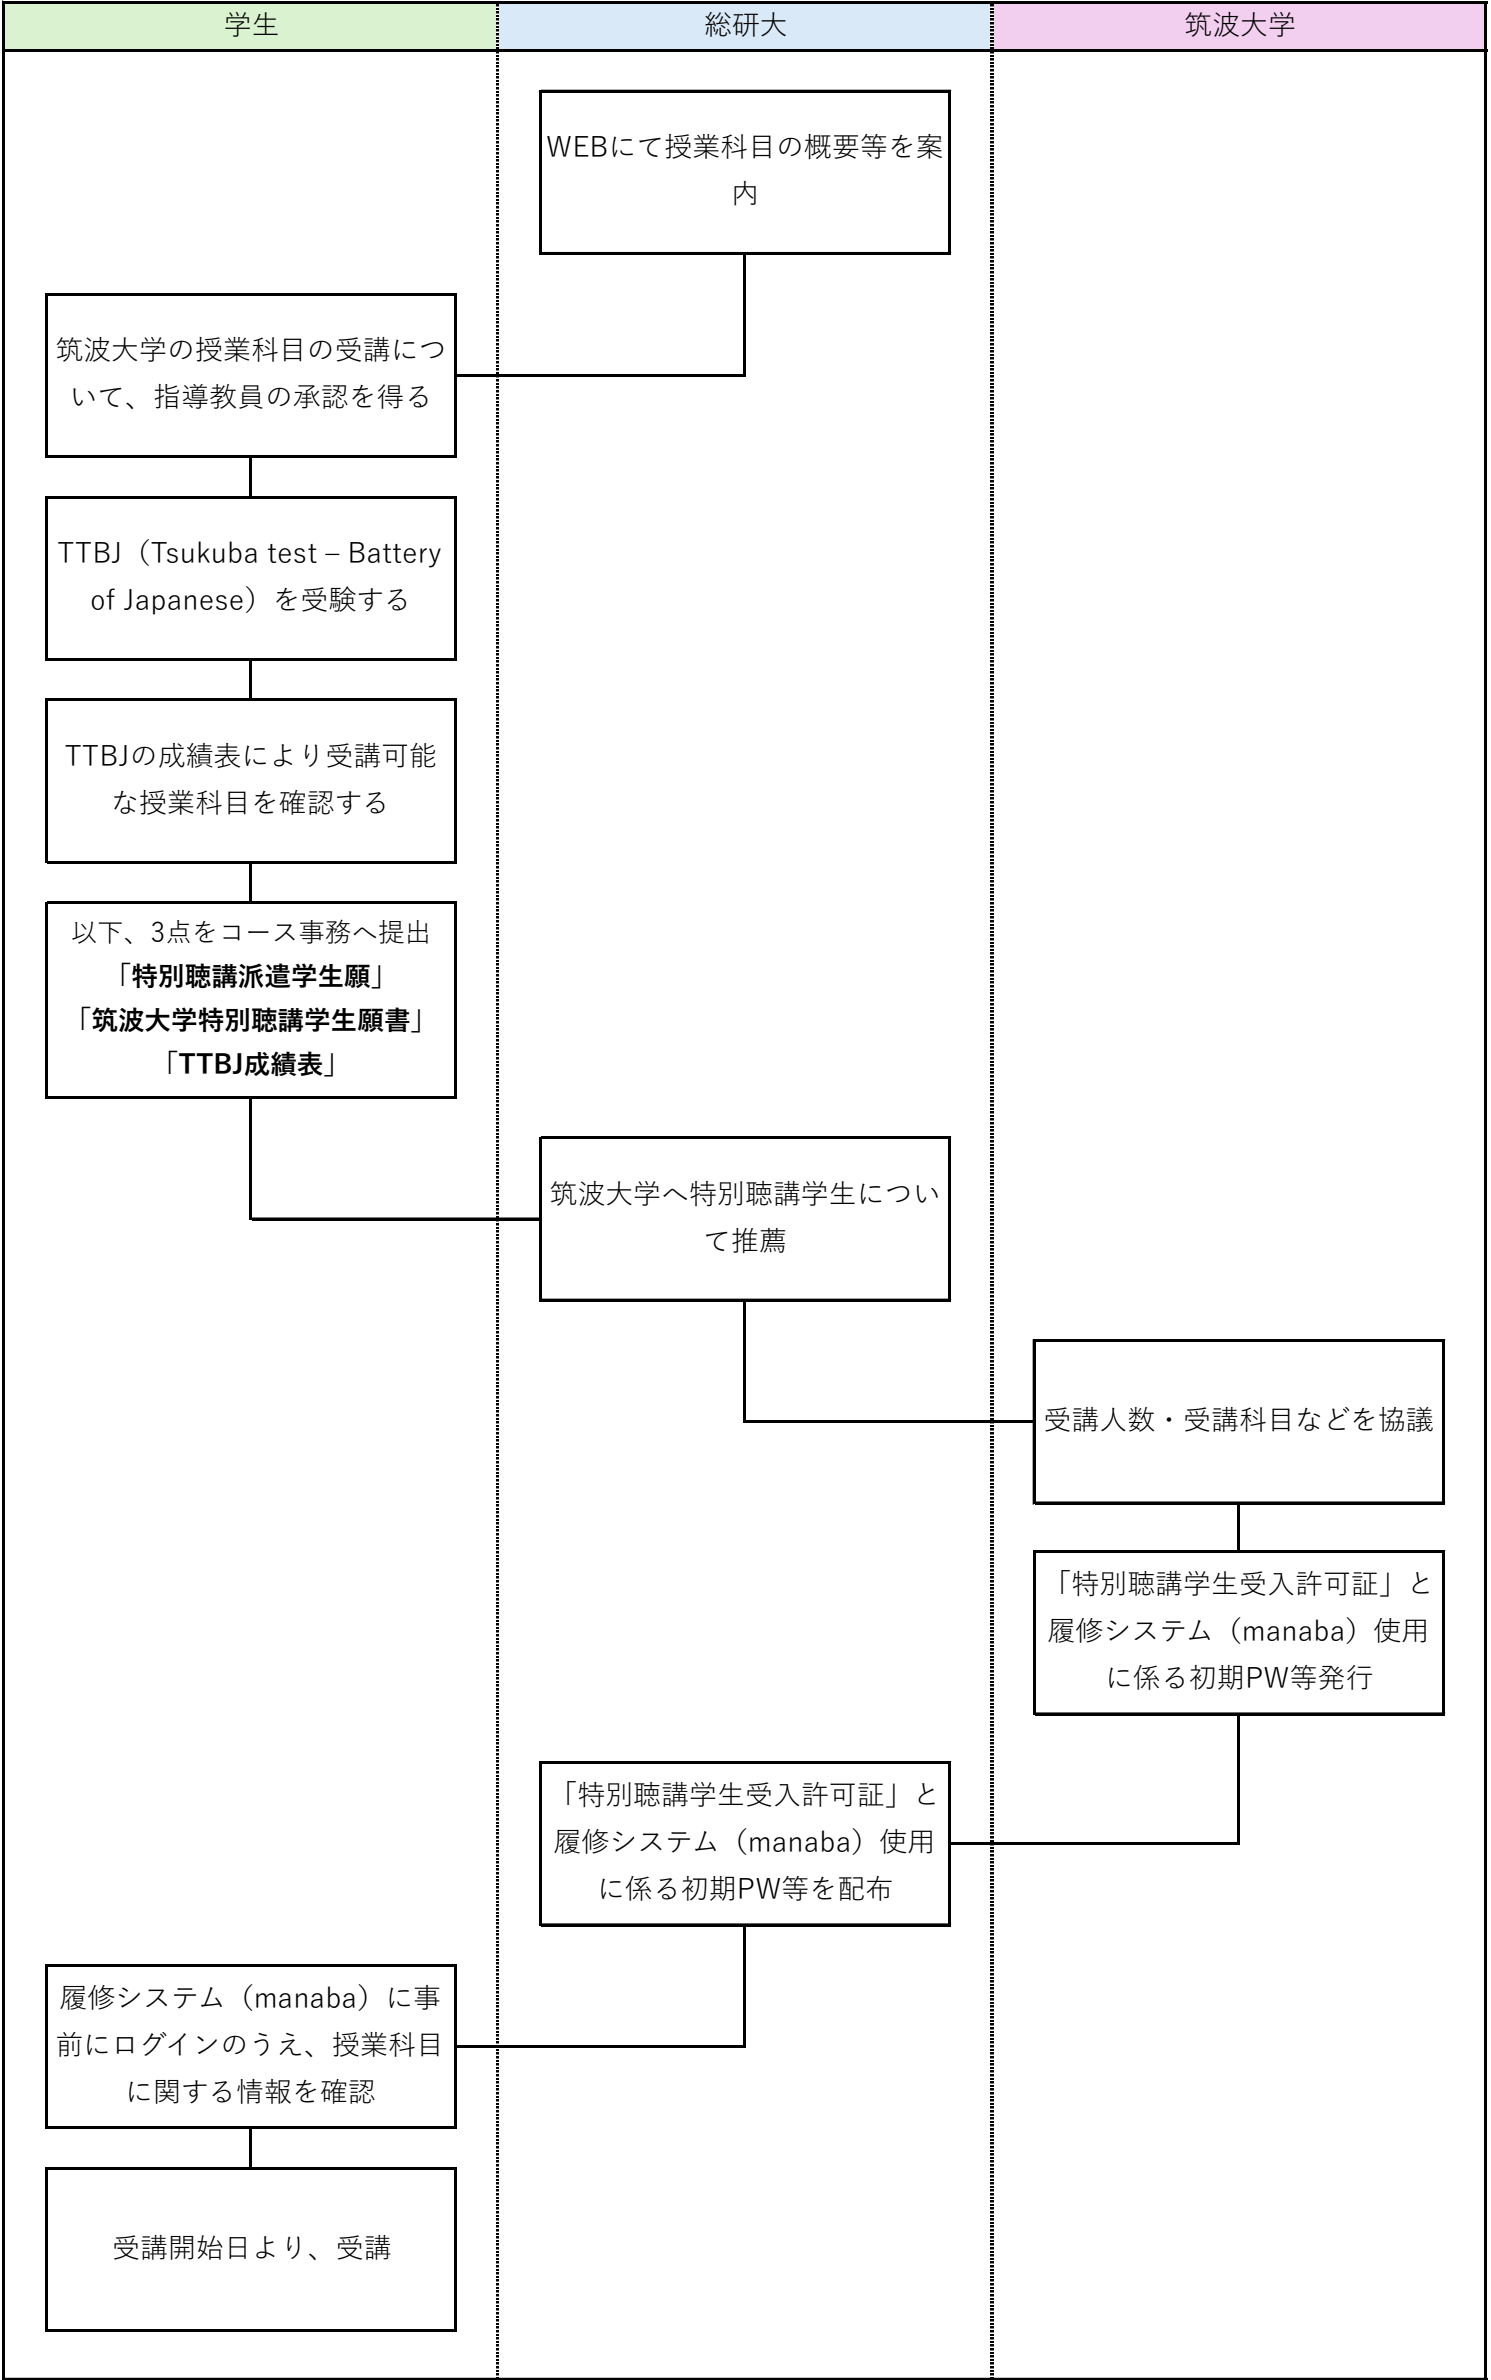 学生
総研大
筑波大学
WEBにて授業科目の概要等を案
内
筑波大学の授業科目の受講につ
いて、指導教員の承認を得る
TTBJ（Tsukuba test – Battery
of Japanese）を受験する
TTBJの成績表により受講可能
な授業科目を確認する
以下、3点をコース事務へ提出
「特別聴講派遣学生願」
「筑波大学特別聴講学生願書」
「TTBJ成績表」
筑波大学へ特別聴講学生につい
て推薦
受講人数・受講科目などを協議
「特別聴講学生受入許可証」と
履修システム（manaba）使用
に係る初期PW等発行
「特別聴講学生受入許可証」と
履修システム（manaba）使用
に係る初期PW等を配布
履修システム（manaba）に事
前にログインのうえ、授業科目
に関する情報を確認
受講開始日より、受講